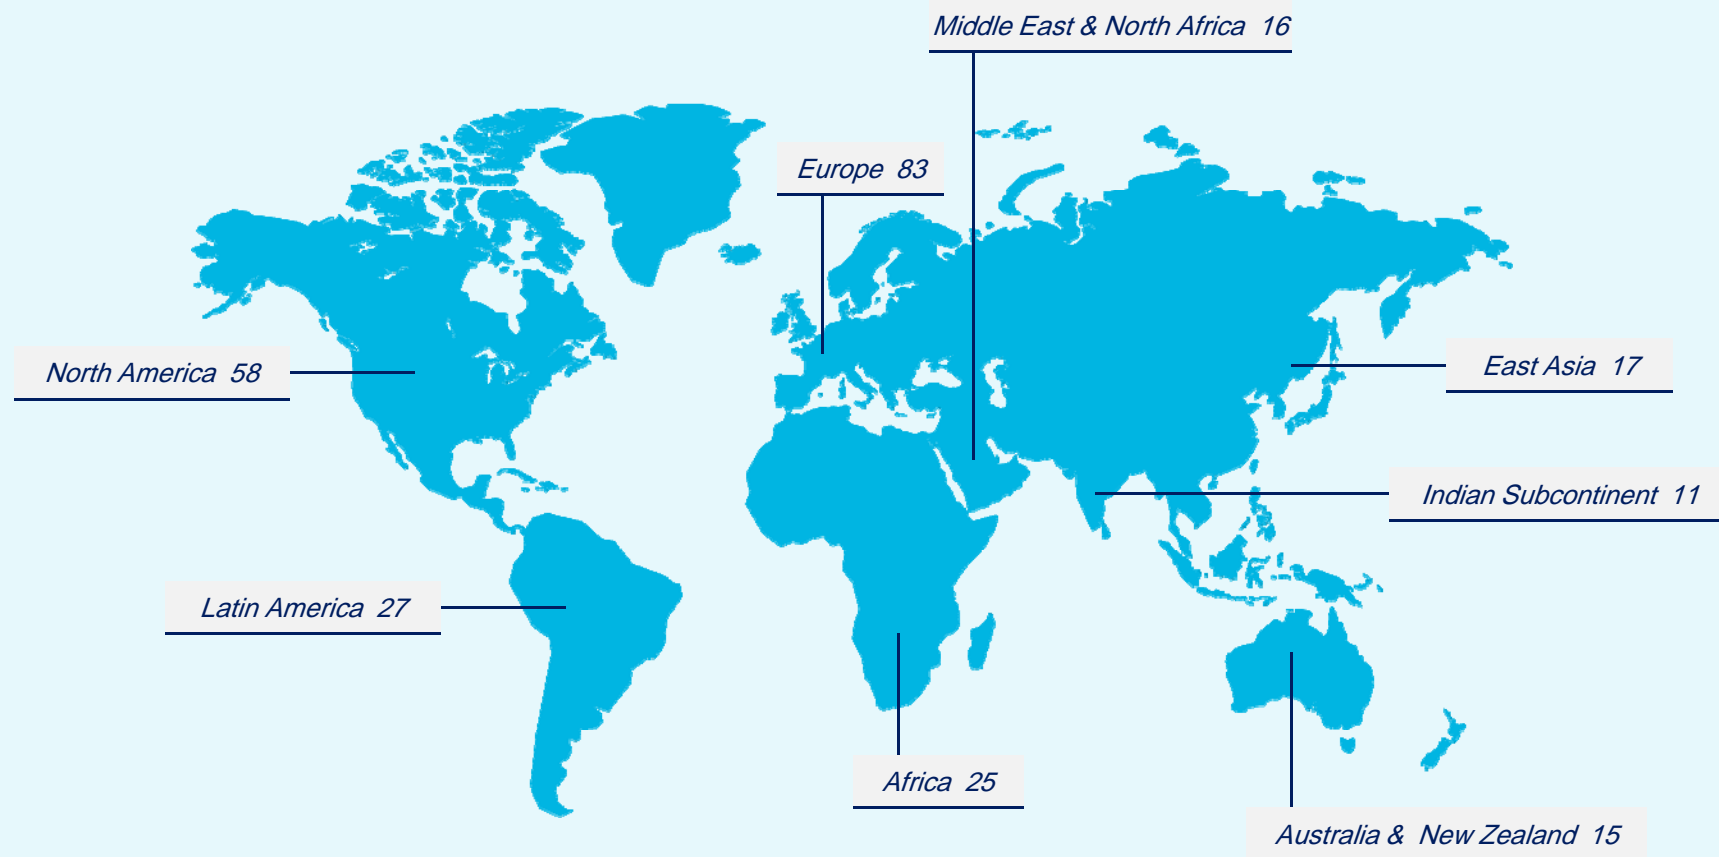 Middle East & North Africa 16
Europe 83
North America 58
East Asia 17
Indian Subcontinent 11
Latin America 27
Africa 25
Australia & New Zealand 15